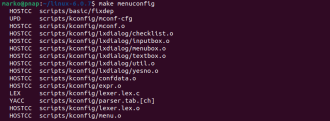 marko@pnap:~/linux-6.0.7$ make menuconfig
HOSTCC scripts/basic/fixdep
UPD scripts/kconfig/mconf-cfg
HOSTCC scripts/kconfig/mconf.o
HOSTCC scripts/kconfig/lxdialog/checklist.o
HOSTCC scripts/kconfig/lxdialog/inputbox.o
HOSTCC scripts/kconfig/lxdialog/menubox.o
HOSTCC scripts/kconfig/lxdialog/textbox.o
HOSTCC scripts/kconfig/lxdialog/util.o
HOSTCC scripts/kconfig/lxdialog/yesno.o
HOSTCC scripts/kconfig/confdata.o
HOSTCC scripts/kconfig/expr.o
LEX scripts/kconfig/lexer.lex.c
YACC scripts/kconfig/parser.tab.[ch]
HOSTCC scripts/kconfig/lexer.lex.o
HOSTCC scripts/kconfig/menu.o